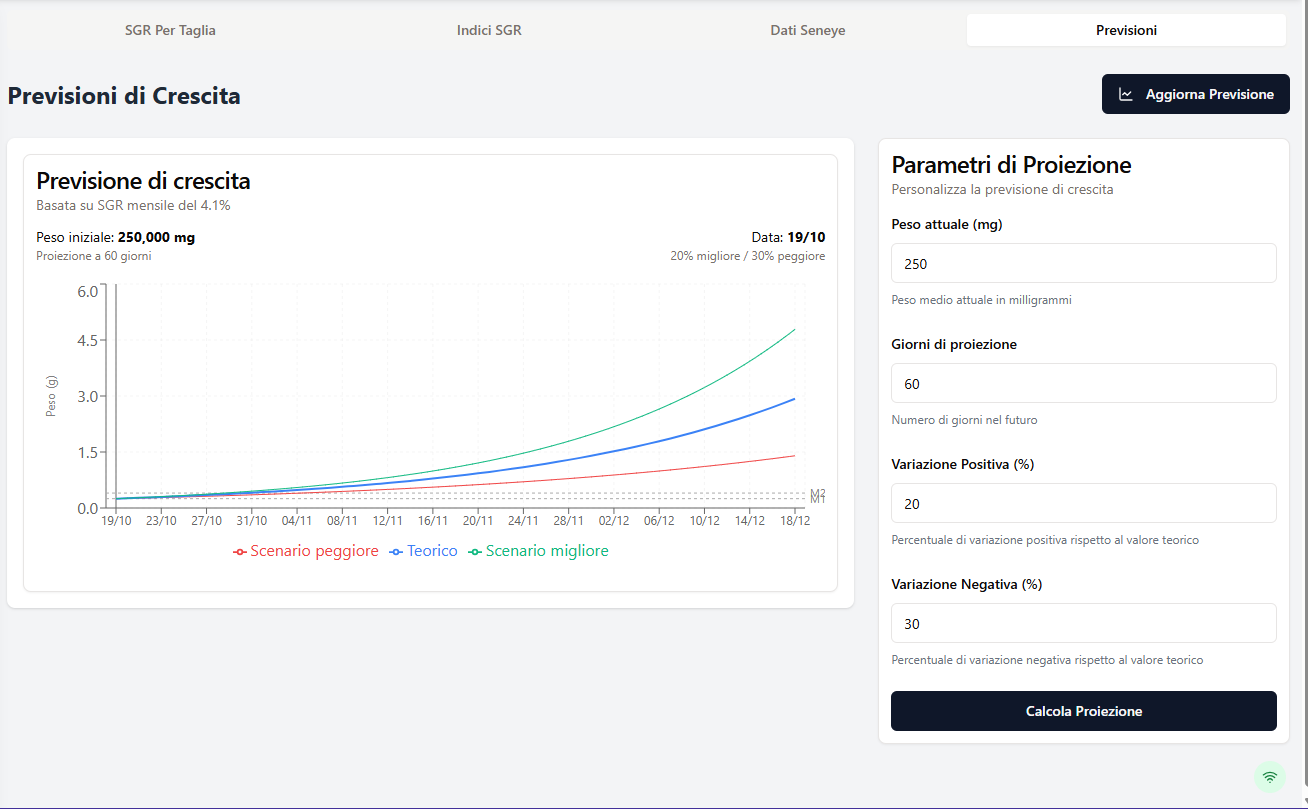 SGR Per Taglia
Indici SGR
Dati Seneye
Previsioni
Previsioni di Crescita
Aggiorna Previsione
Previsione di crescita
Basata su SGR mensile del 4.1%
Peso iniziale: 250,000 mg
Data: 19/10
Proiezione a 60 giorni
20% migliore / 30% peggiore
6.0
4.5
3.0
1.5
0.0
Peso (g)
M2
M1
19/10 23/10 27/10 31/10 04/11 08/11 12/11 16/11 20/11 24/11 28/11 02/12 06/12 10/12 14/12 18/12
Scenario peggiore Teorico Scenario migliore
Parametri di Proiezione
Personalizza la previsione di crescita
Peso attuale (mg)
250
Peso medio attuale in milligrammi
Giorni di proiezione
60
Numero di giorni nel futuro
Variazione Positiva (%)
20
Percentuale di variazione positiva rispetto al valore teorico
Variazione Negativa (%)
30
Percentuale di variazione negativa rispetto al valore teorico
Calcola Proiezione